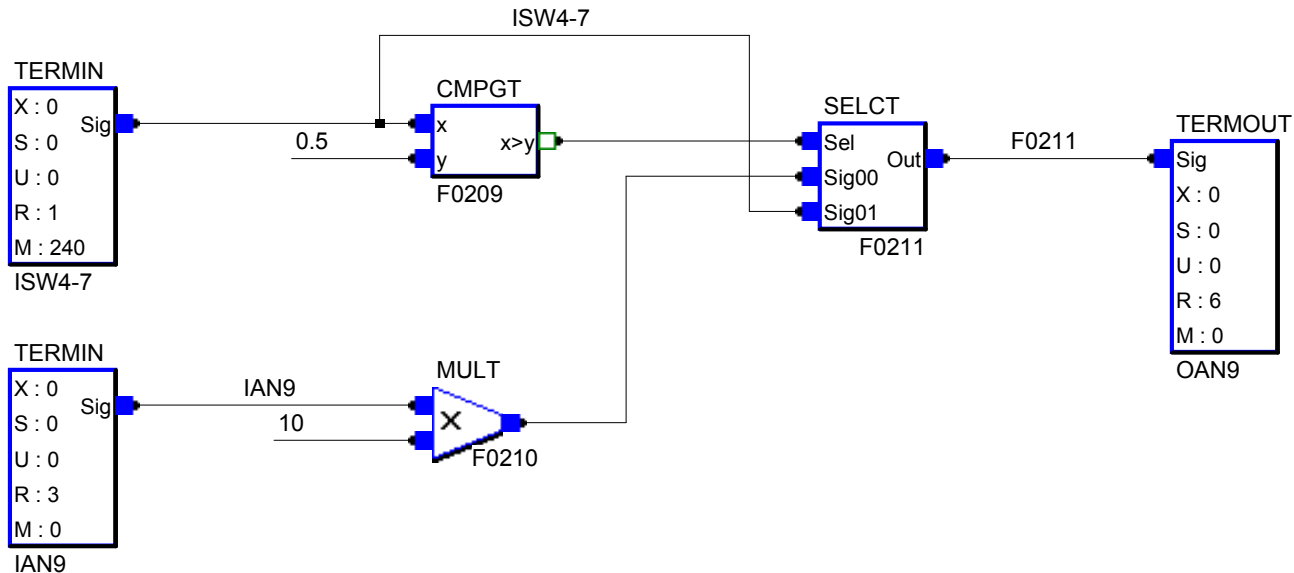 ISW4-7
TERMIN
X : 0
Sig
S : 0
U : 0
R : 1
M : 240
ISW4-7
0.5
CMPGT
x
x>y
y
F0209
SELCT
Sel
Out
Sig00
Sig01
F0211
F0211
TERMOUT
Sig
X : 0
S : 0
U : 0
R : 6
M : 0
OAN9
TERMIN
X : 0
Sig
S : 0
U : 0
R : 3
M : 0
IAN9
IAN9
10
MULT
X
F0210